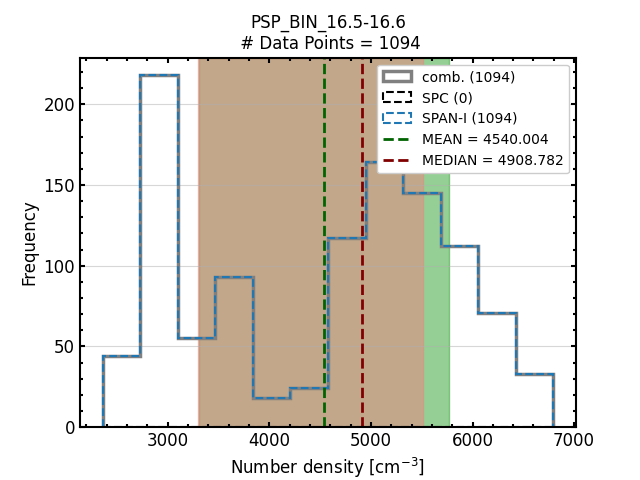 PSP_BIN_16.5-16.6
# Data Points = 1094
comb. (1094)
SPC (0)
SPAN-I (1094)
MEAN = 4540.004
MEDIAN = 4908.782
Frequency
200
150
100
50
0
3000 4000 5000 6000 7000
Number density [cm⁻³]